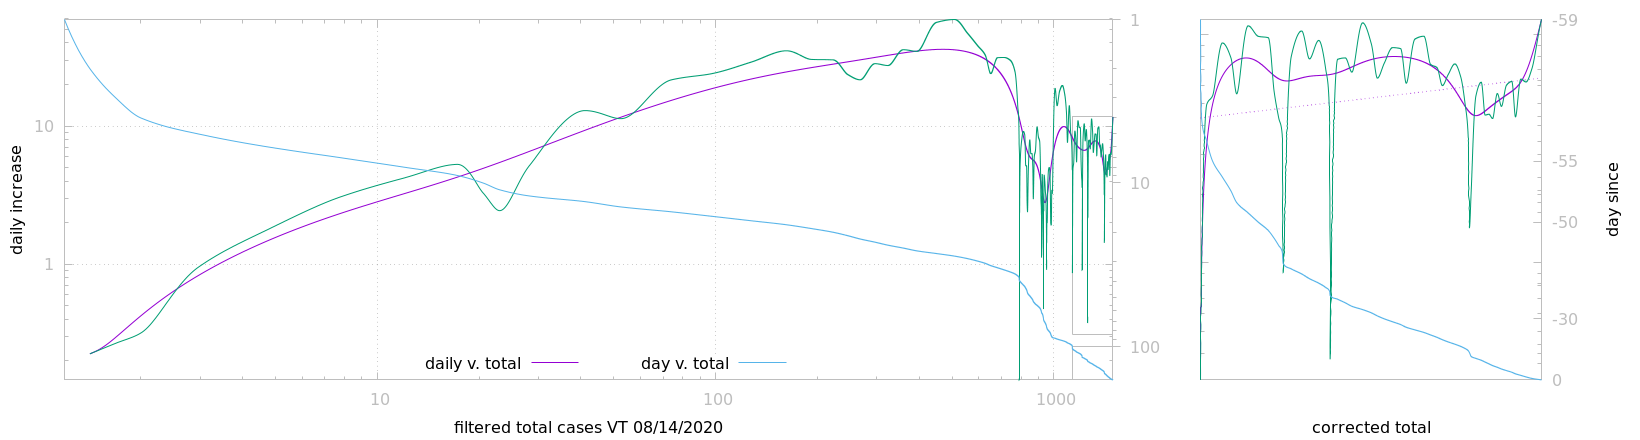 daily increase
10
1
daily v. total
day v. total
10
100
1000
filtered total cases VT 08/14/2020
1
10
100
-59
-55
-50
-30
0
day since
corrected total